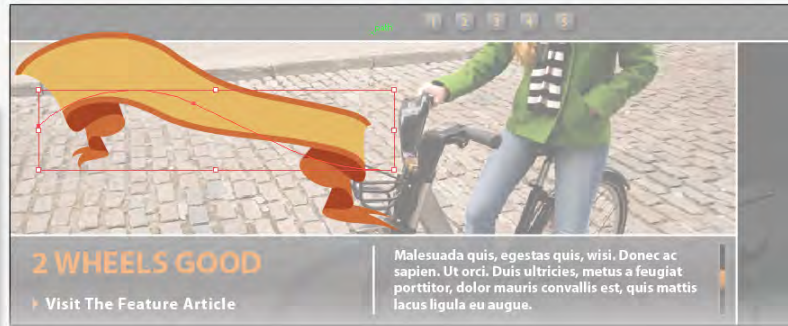 1 2 3 4 5
2 WHEELS GOOD
Visit The Feature Article
Malesuada quis, egestas quis, wisi. Donec ac
sapien. Ut orci. Duis ultricies, metus a feugiat
porttitor, dolor mauris convallis est, quis mattis
lacus ligula eu augue.